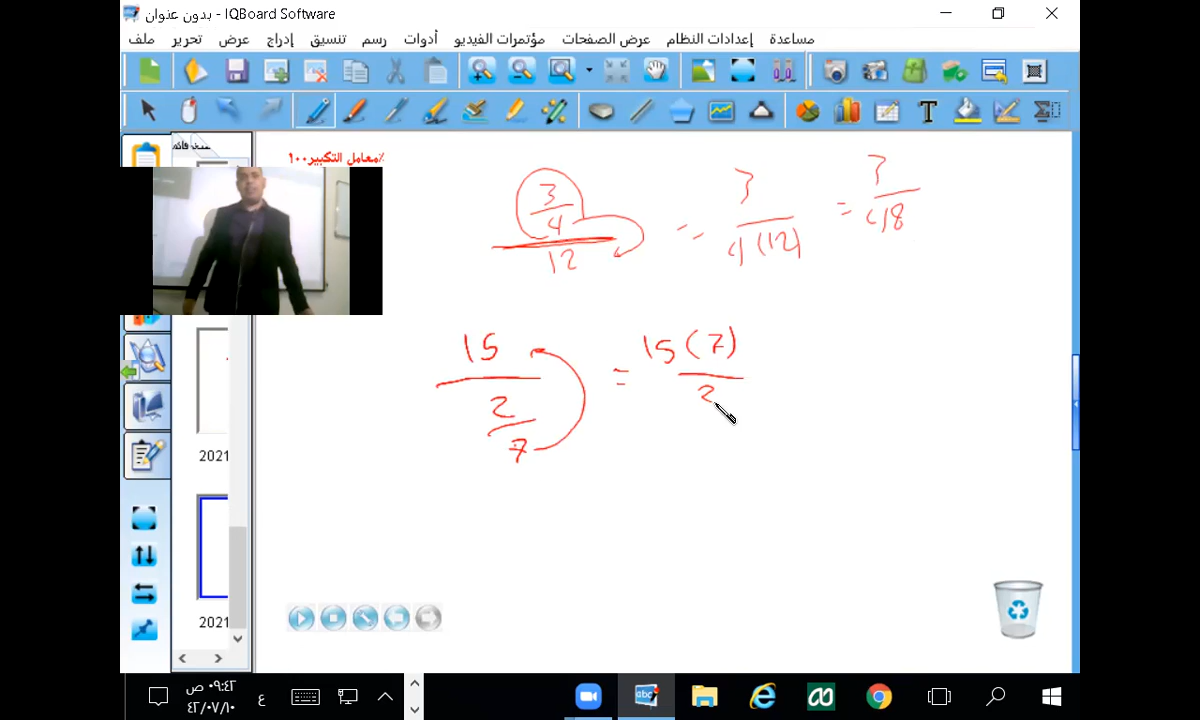 بدون عنوان - IQBoard Software
ملف تحرير عرض إدراج تنسيق رسم أدوات مؤتمرات الفيديو عرض الصفحات إعدادات النظام مساعدة
معامل التكبير١٠٠٪
3/4 / 12 = 3 / 4(12) = 3 / 48
15 / 2/7 = 15(7) / 2
2021
2021
٠٩:٤٢ ص
٤٢/٠٧/١٠
ع
abc